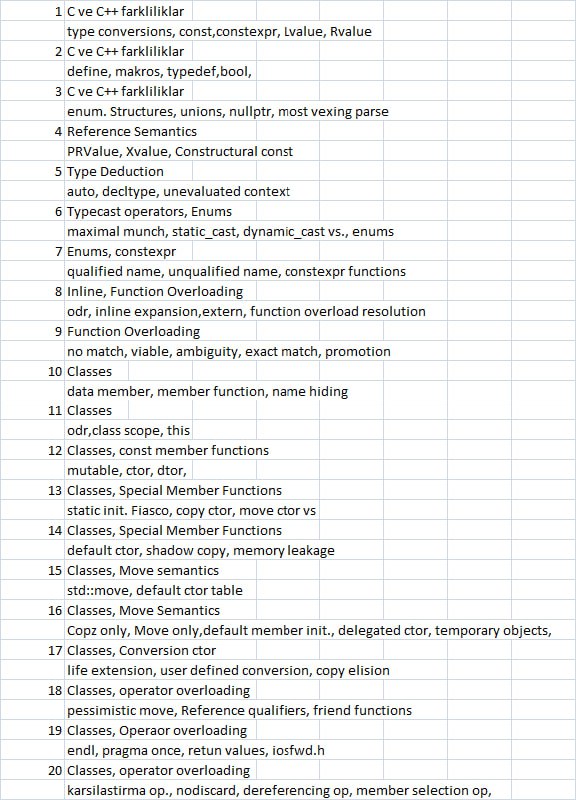 1 C ve C++ farkliliklar
type conversions, const,constexpr, Lvalue, Rvalue
2 C ve C++ farkliliklar
define, makros, typedef,bool,
3 C ve C++ farkliliklar
enum. Structures, unions, nullptr, most vexing parse
4 Reference Semantics
PRValue, Xvalue, Constructural const
5 Type Deduction
auto, decltype, unevaluated context
6 Typecast operators, Enums
maximal munch, static_cast, dynamic_cast vs., enums
7 Enums, constexpr
qualified name, unqualified name, constexpr functions
8 Inline, Function Overloading
odr, inline expansion,extern, function overload resolution
9 Function Overloading
no match, viable, ambiguity, exact match, promotion
10 Classes
data member, member function, name hiding
11 Classes
odr,class scope, this
12 Classes, const member functions
mutable, ctor, dtor,
13 Classes, Special Member Functions
static init. Fiasco, copy ctor, move ctor vs
14 Classes, Special Member Functions
default ctor, shadow copy, memory leakage
15 Classes, Move semantics
std::move, default ctor table
16 Classes, Move Semantics
Copz only, Move only,default member init., delegated ctor, temporary objects,
17 Classes, Conversion ctor
life extension, user defined conversion, copy elision
18 Classes, operator overloading
pessimistic move, Reference qualifiers, friend functions
19 Classes, Operaor overloading
endl, pragma once, retun values, iosfwd.h
20 Classes, operator overloading
karsilastirma op., nodiscard, dereferencing op, member selection op,